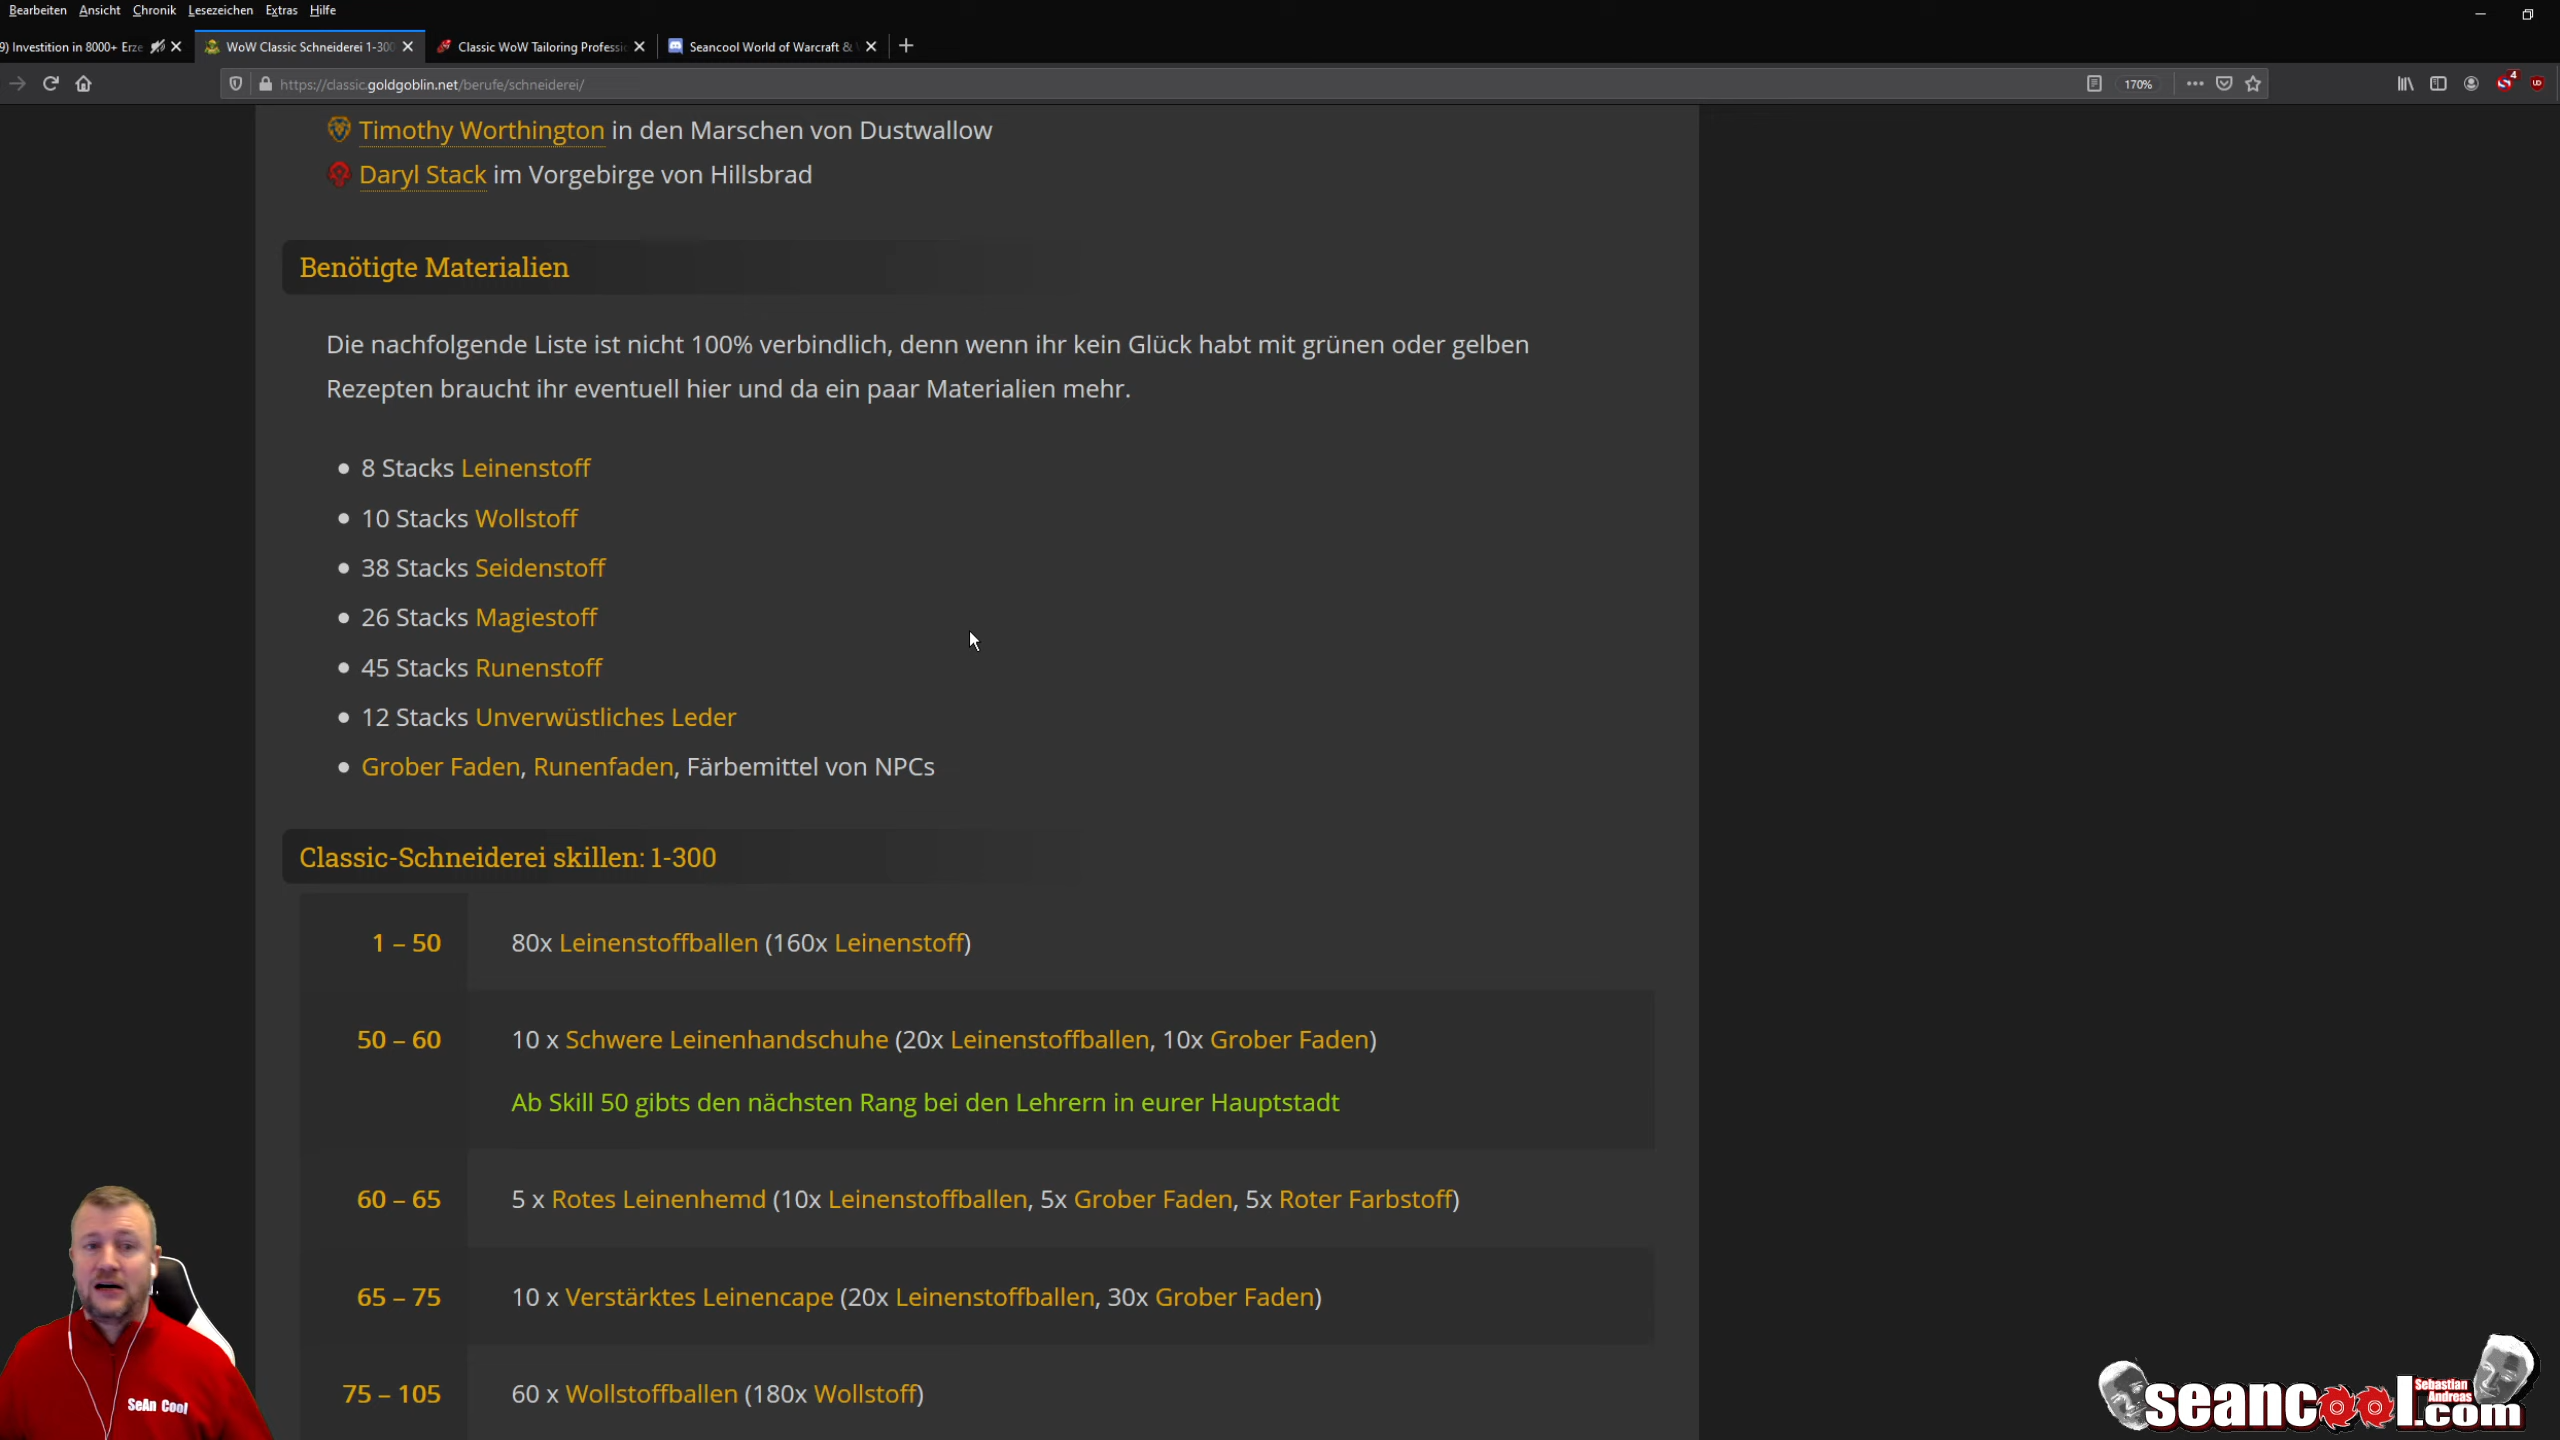 Bearbeiten Ansicht Chronik Lesezeichen Extras Hilfe
9) Investition in 8000+ Erze
WoW Classic Schneiderei 1-300
Classic WoW Tailoring Professi
Seancool World of Warcraft &
https://classic.goldgoblin.net/berufe/schneiderei/
170%
4
Timothy Worthington in den Marschen von Dustwallow
Daryl Stack im Vorgebirge von Hillsbrad
Benötigte Materialien
Die nachfolgende Liste ist nicht 100% verbindlich, denn wenn ihr kein Glück habt mit grünen oder gelben
Rezepten braucht ihr eventuell hier und da ein paar Materialien mehr.
8 Stacks Leinenstoff
10 Stacks Wollstoff
38 Stacks Seidenstoff
26 Stacks Magiestoff
45 Stacks Runenstoff
12 Stacks Unverwüstliches Leder
Grober Faden, Runenfaden, Färbemittel von NPCs
Classic-Schneiderei skillen: 1-300
1 – 50 80x Leinenstoffballen (160x Leinenstoff)
50 – 60 10 x Schwere Leinenhandschuhe (20x Leinenstoffballen, 10x Grober Faden)
Ab Skill 50 gibts den nächsten Rang bei den Lehrern in eurer Hauptstadt
60 – 65 5 x Rotes Leinenhemd (10x Leinenstoffballen, 5x Grober Faden, 5x Roter Farbstoff)
65 – 75 10 x Verstärktes Leinencape (20x Leinenstoffballen, 30x Grober Faden)
75 – 105 60 x Wollstoffballen (180x Wollstoff)
SeAn Cool
seancool.com
Sebastian
Andreas